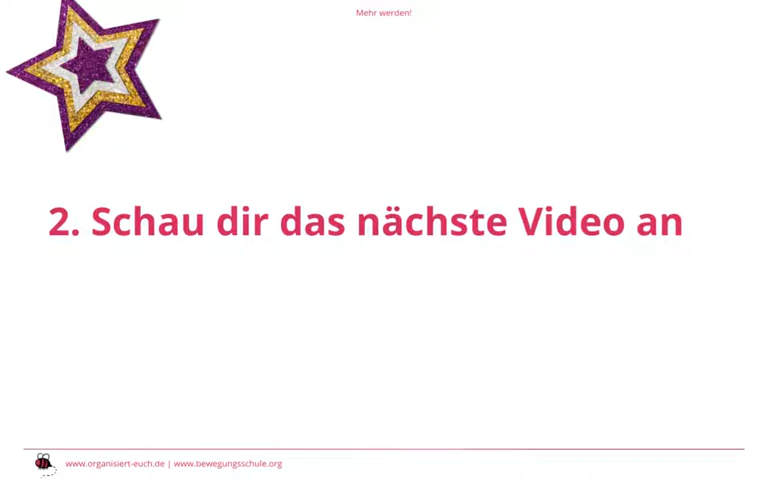 Mehr werden!
2. Schau dir das nächste Video an
www.organisiert-euch.de | www.bewegungsschule.org